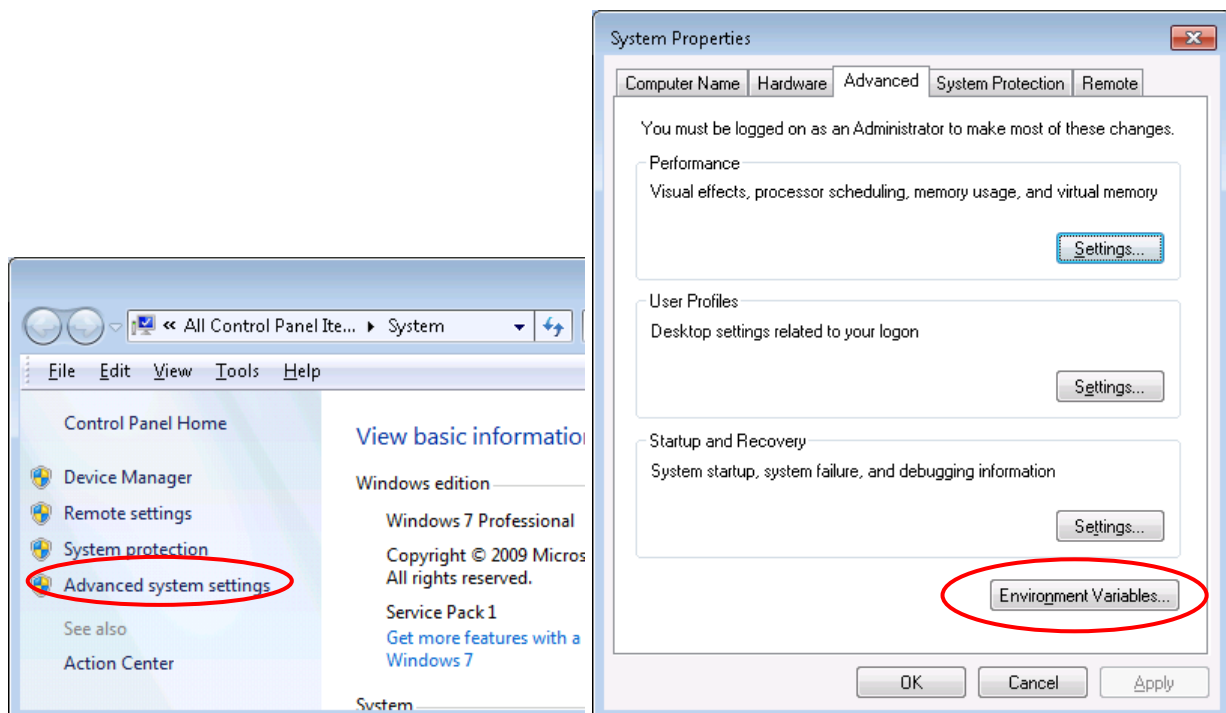 « All Control Panel Ite... ▸ System
File Edit View Tools Help
Control Panel Home
Device Manager
Remote settings
System protection
Advanced system settings
See also
Action Center
View basic informatio
Windows edition
Windows 7 Professional
Copyright © 2009 Micros
All rights reserved.
Service Pack 1
Get more features with a
Windows 7
System
System Properties
Computer Name Hardware Advanced System Protection Remote
You must be logged on as an Administrator to make most of these changes.
Performance
Visual effects, processor scheduling, memory usage, and virtual memory
Settings...
User Profiles
Desktop settings related to your logon
Settings...
Startup and Recovery
System startup, system failure, and debugging information
Settings...
Environment Variables...
OK Cancel Apply